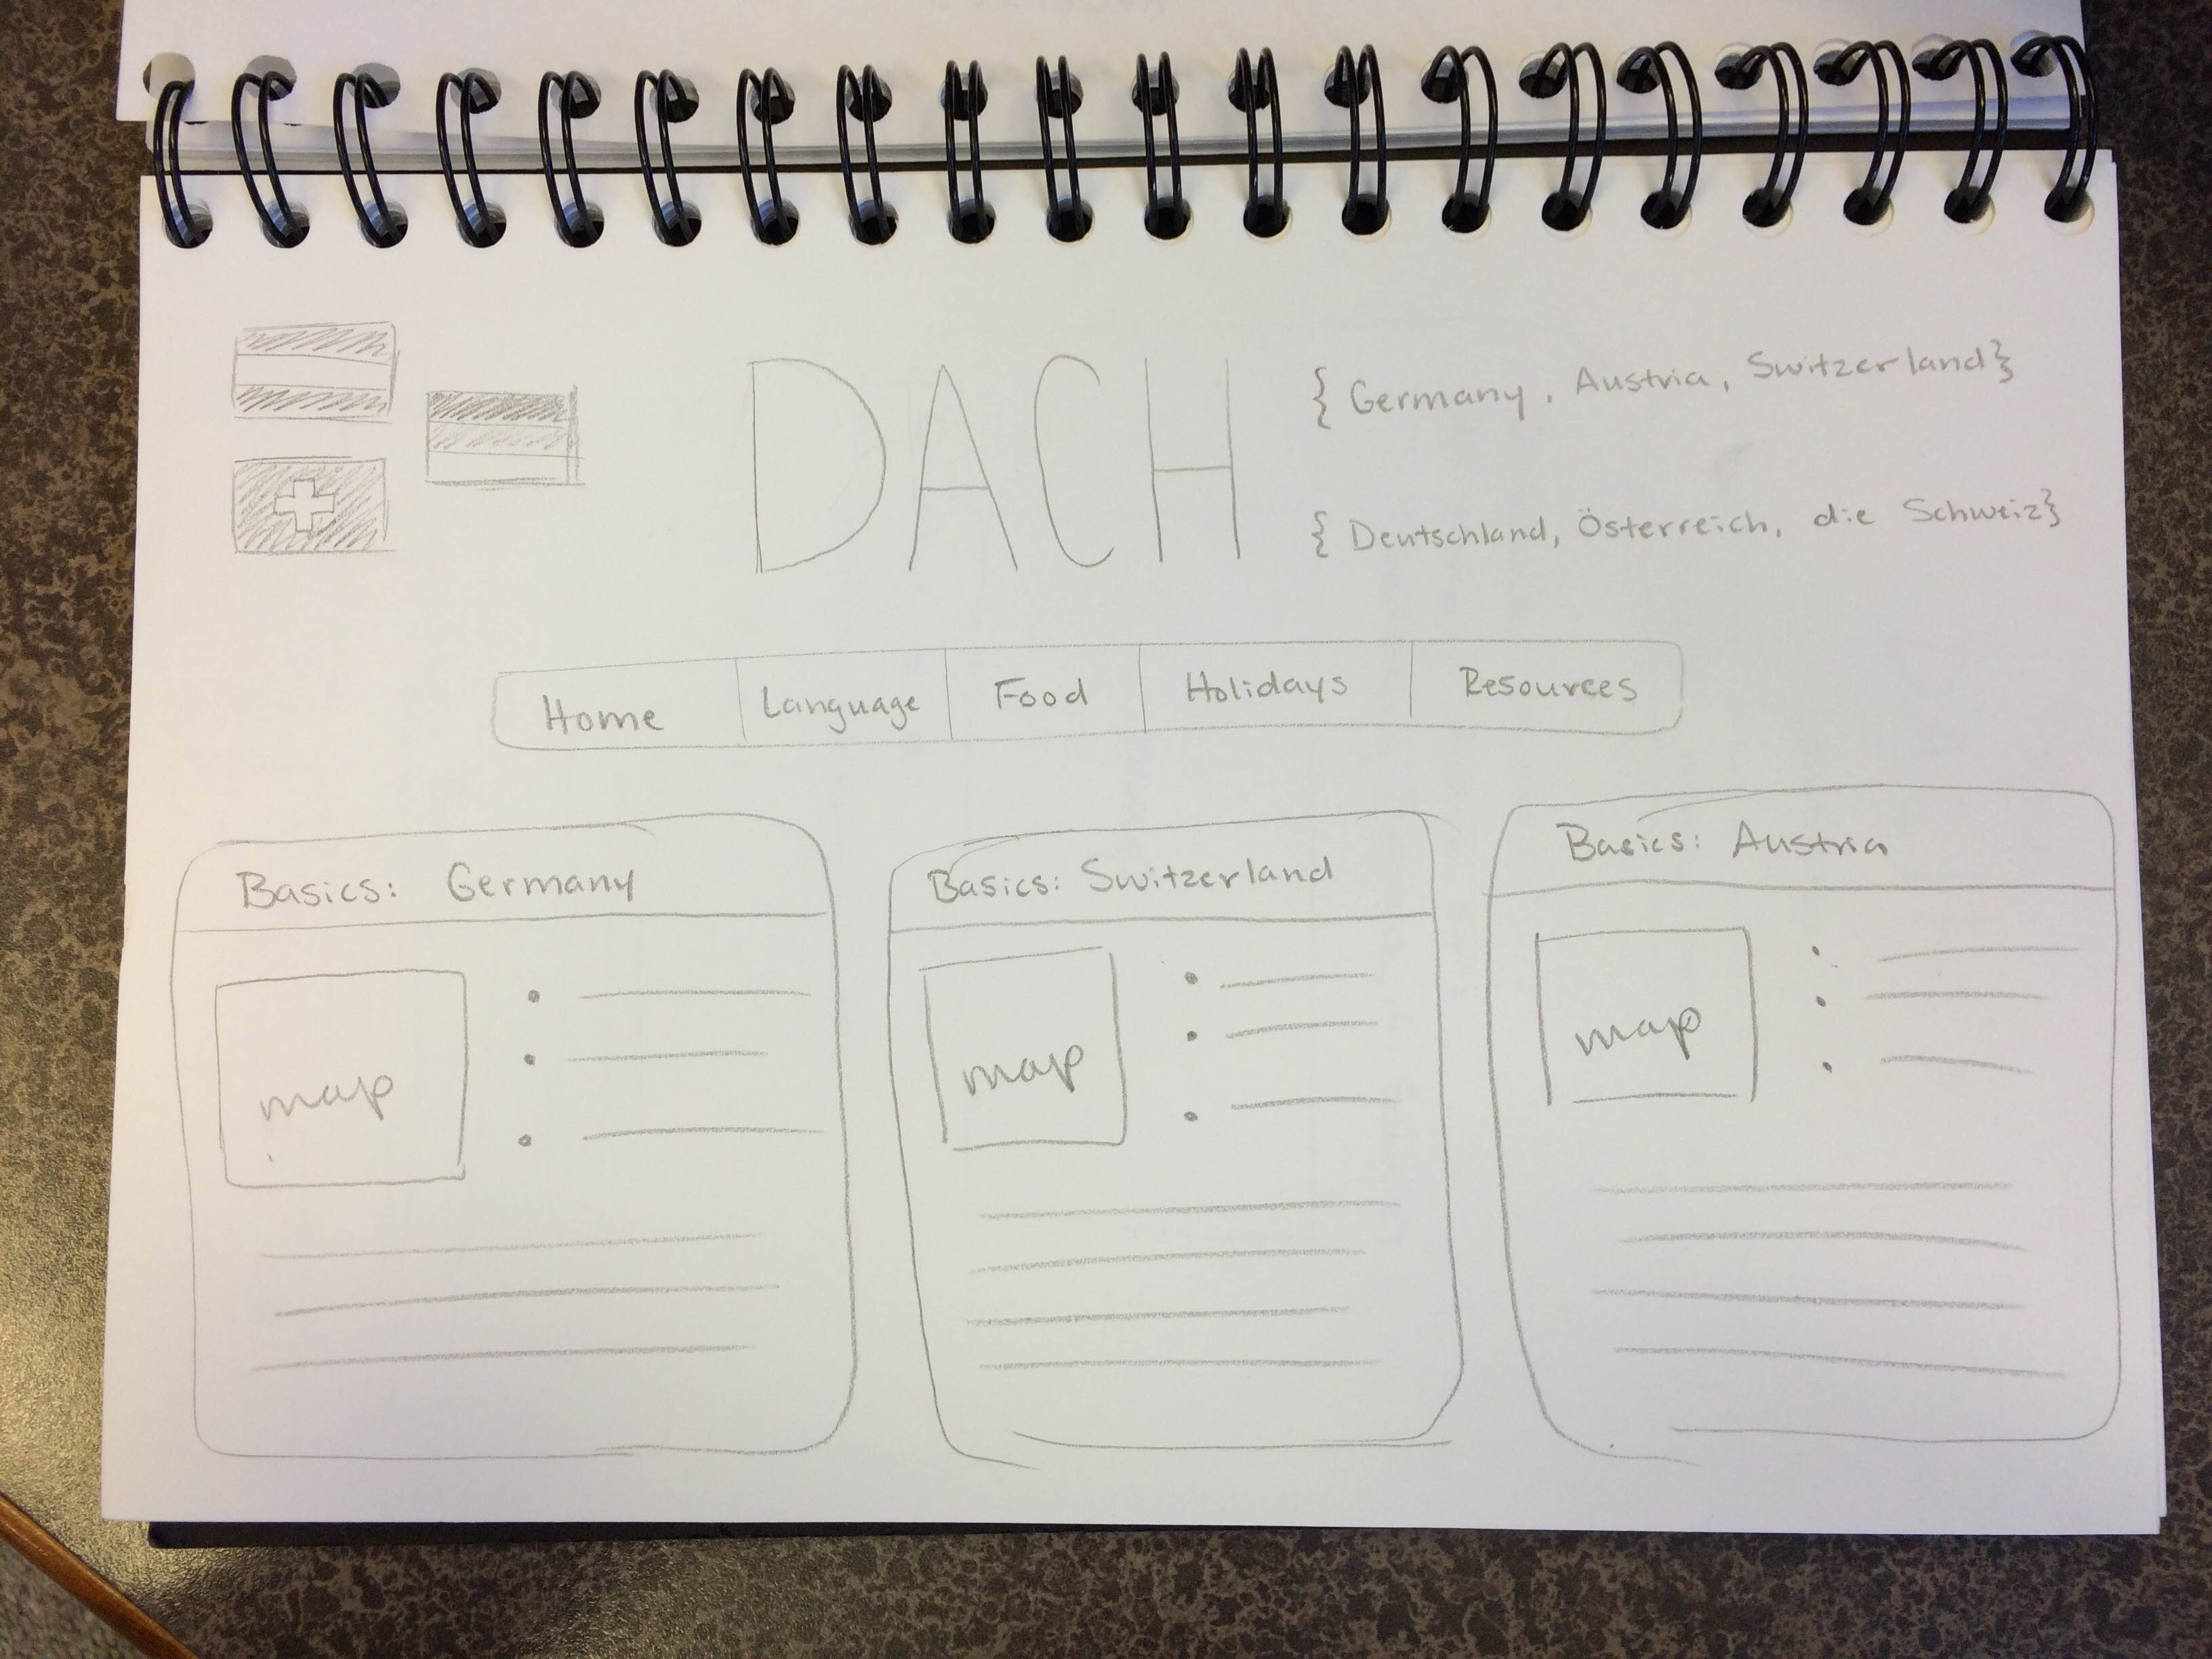 DACH
{Germany, Austria, Switzerland}
{Deutschland, Österreich, die Schweiz}
Home Language Food Holidays Resources
Basics: Germany
map
Basics: Switzerland
map
Basics: Austria
map